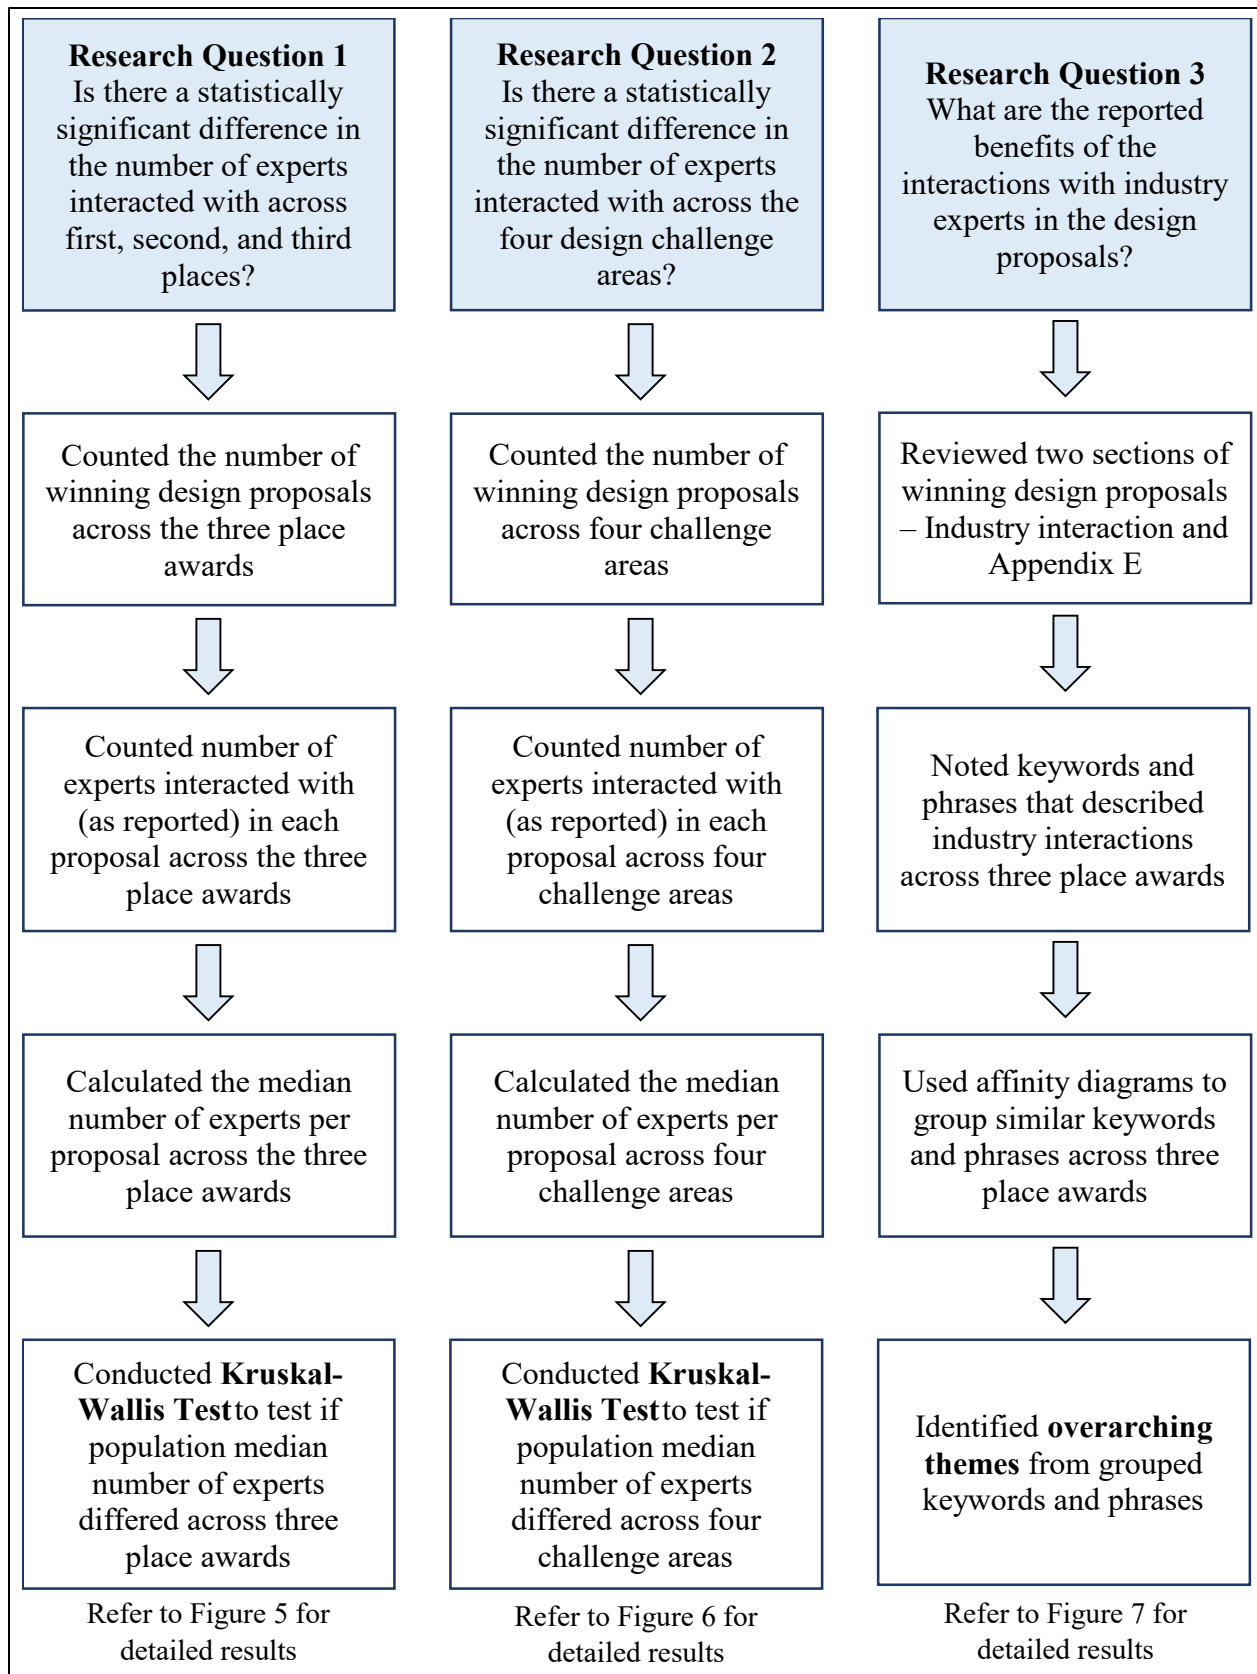 Research Question 1
Is there a statistically
significant difference in
the number of experts
interacted with across
first, second, and third
places?
Counted the number of
winning design proposals
across the three place
awards
Counted number of
experts interacted with
(as reported) in each
proposal across the three
place awards
Calculated the median
number of experts per
proposal across the three
place awards
Conducted Kruskal-
Wallis Test to test if
population median
number of experts
differed across three
place awards
Refer to Figure 5 for
detailed results
Research Question 2
Is there a statistically
significant difference in
the number of experts
interacted with across the
four design challenge
areas?
Counted the number of
winning design proposals
across four challenge
areas
Counted number of
experts interacted with
(as reported) in each
proposal across four
challenge areas
Calculated the median
number of experts per
proposal across four
challenge areas
Conducted Kruskal-
Wallis Test to test if
population median
number of experts
differed across four
challenge areas
Refer to Figure 6 for
detailed results
Research Question 3
What are the reported
benefits of the
interactions with industry
experts in the design
proposals?
Reviewed two sections of
winning design proposals
– Industry interaction and
Appendix E
Noted keywords and
phrases that described
industry interactions
across three place awards
Used affinity diagrams to
group similar keywords
and phrases across three
place awards
Identified overarching
themes from grouped
keywords and phrases
Refer to Figure 7 for
detailed results